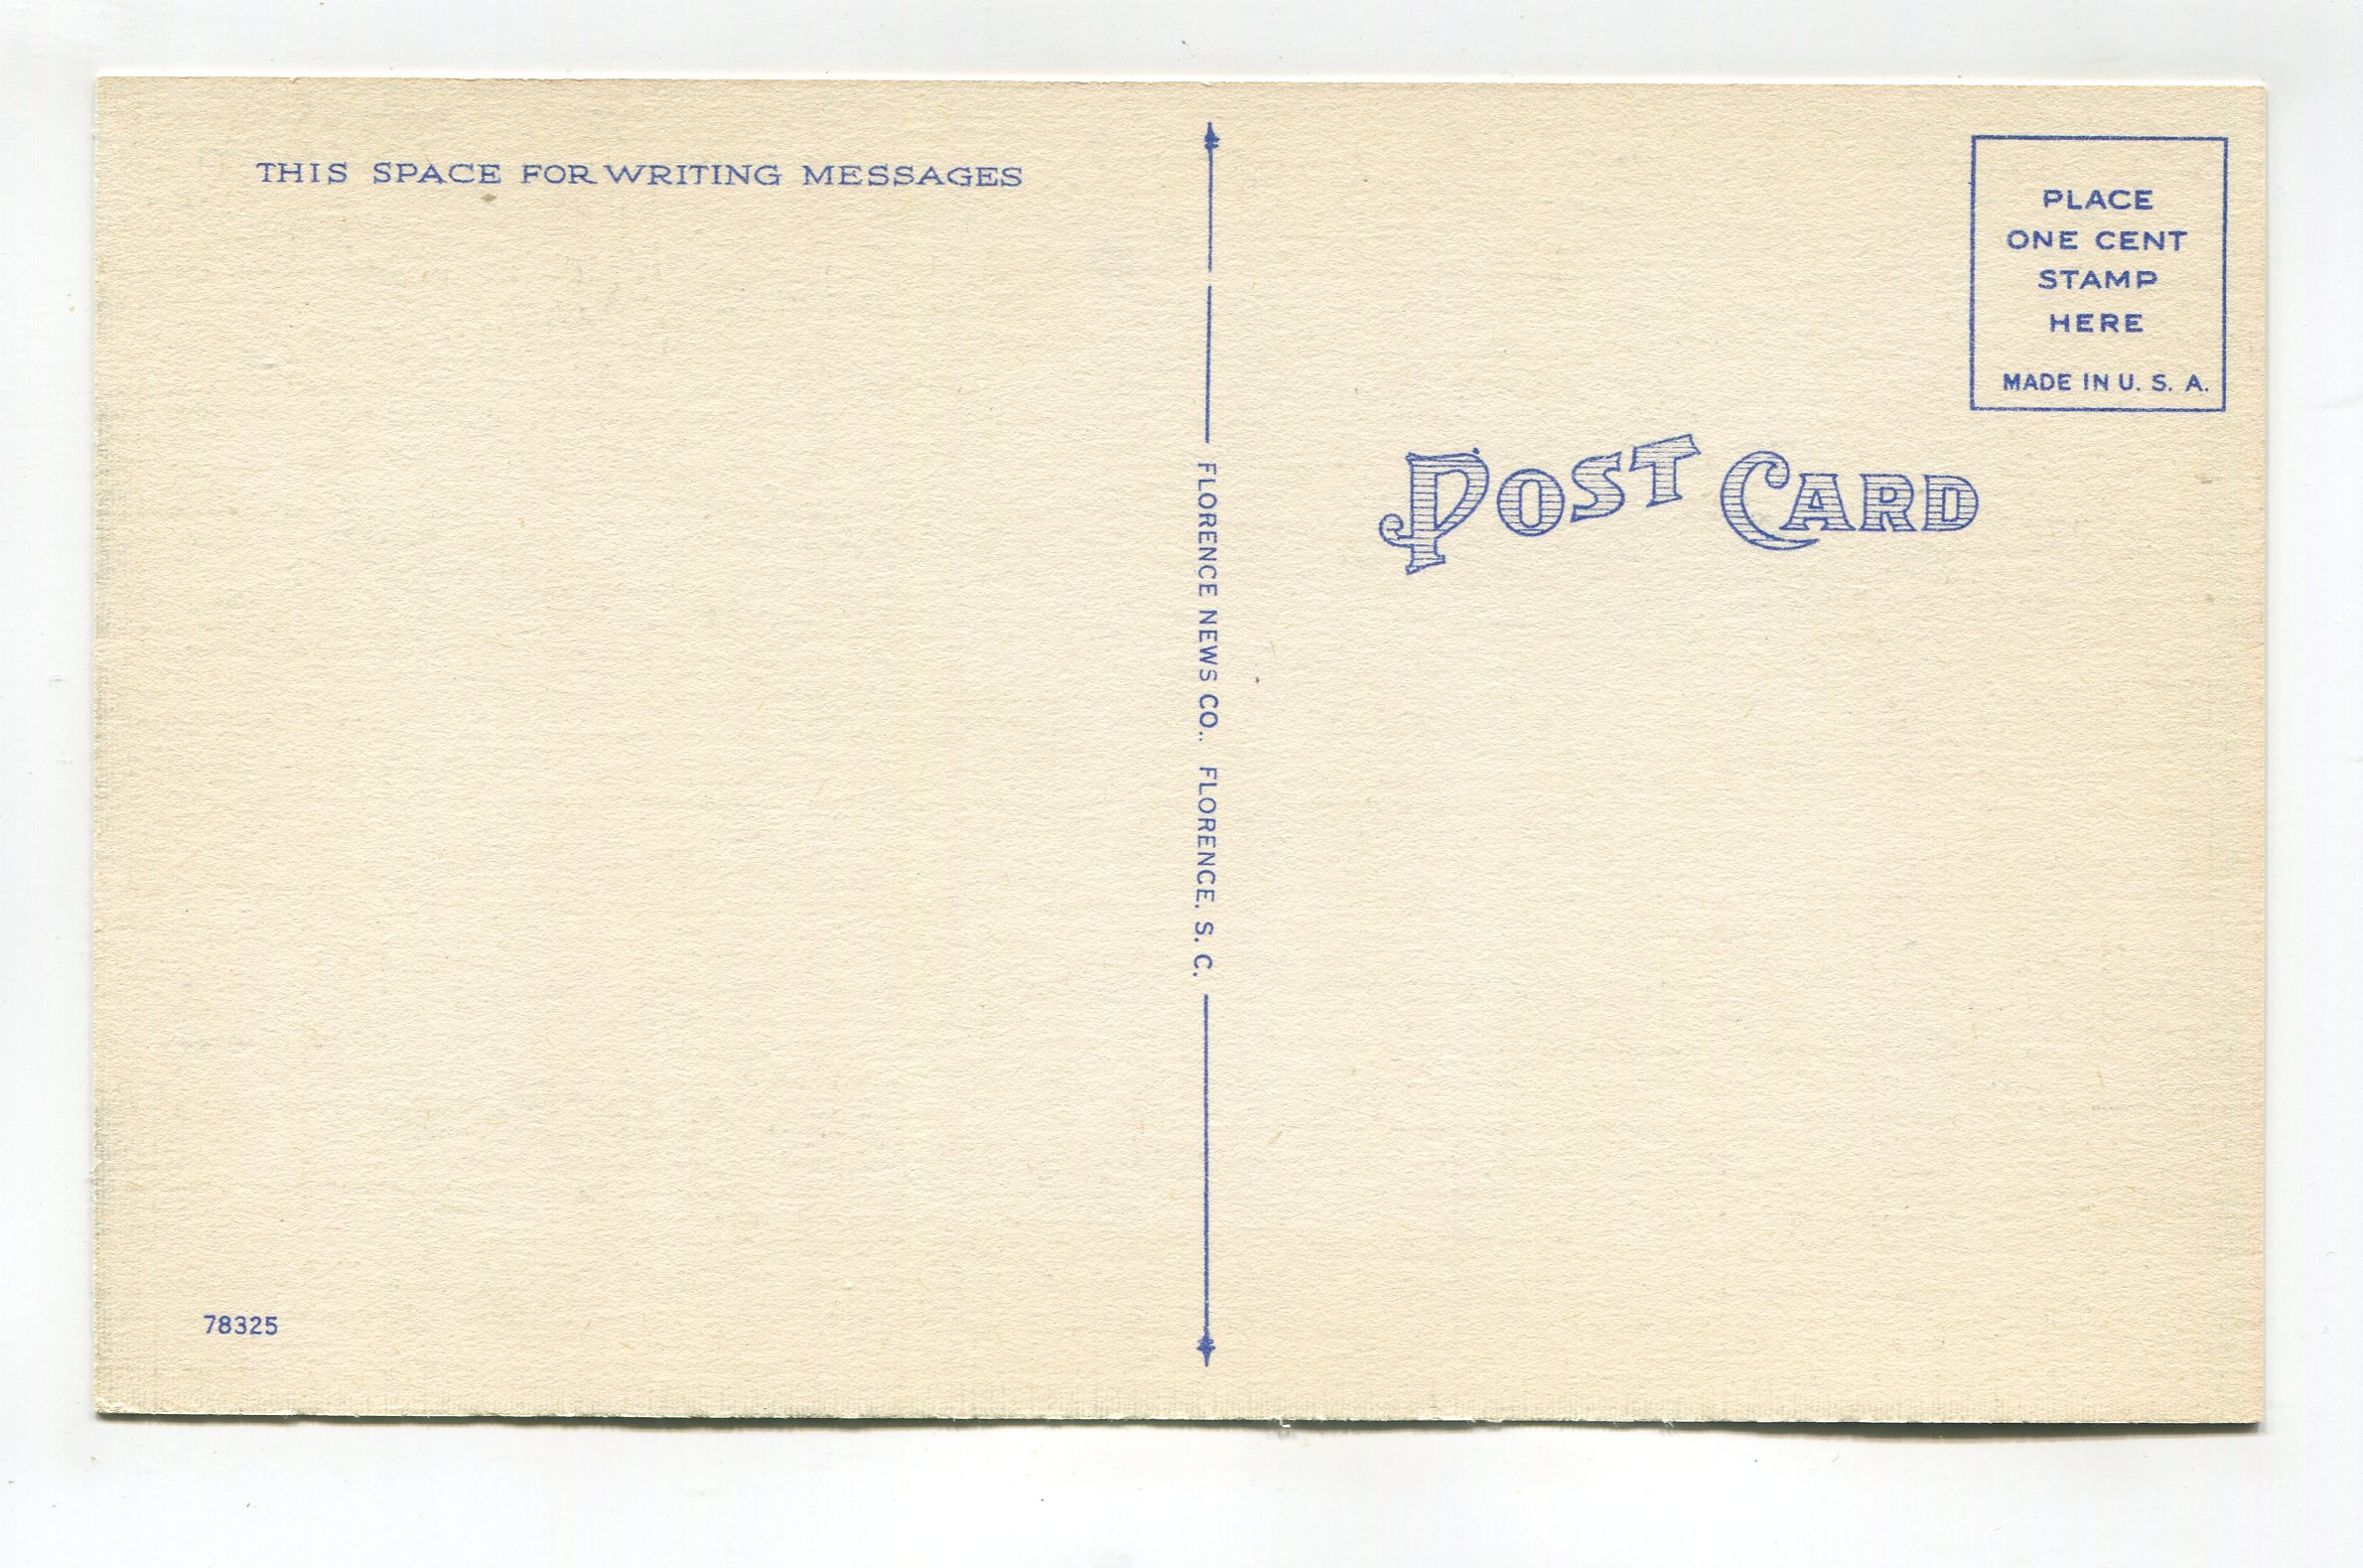 THIS SPACE FOR WRITING MESSAGES
PLACE
ONE CENT
STAMP
HERE
MADE IN U. S. A.
POST CARD
FLORENCE NEWS CO., FLORENCE, S. C.
78325